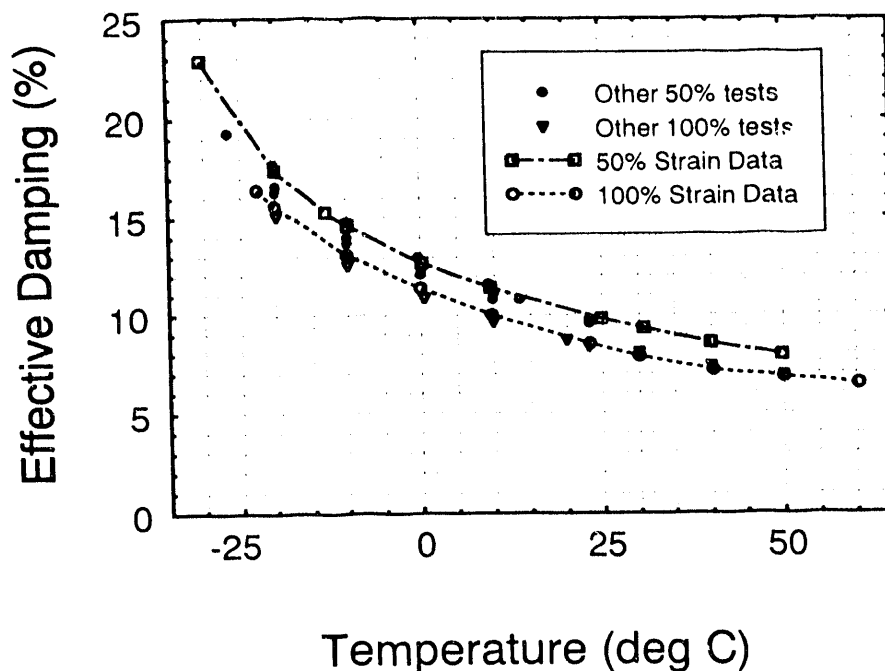 25
20
15
10
5
0
Effective Damping (%)
Other 50% tests
Other 100% tests
50% Strain Data
100% Strain Data
-25
0
25
50
Temperature (deg C)